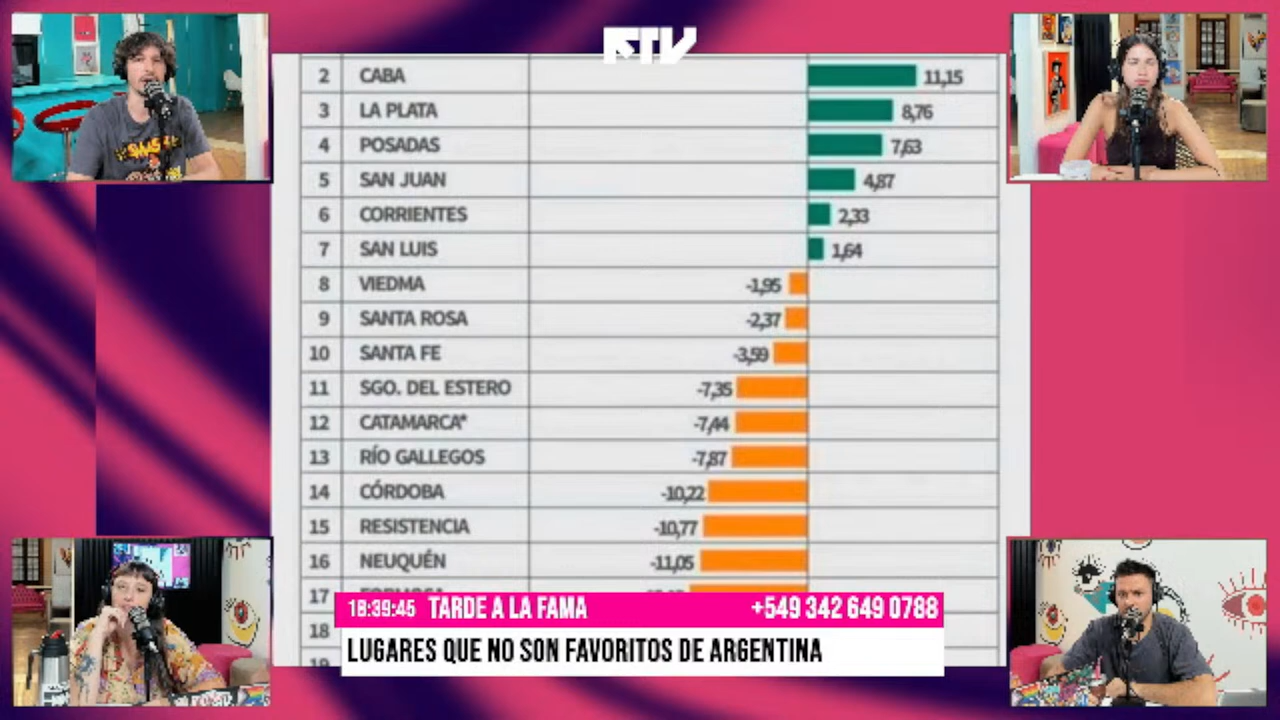 RTV
2 CABA 11,15
3 LA PLATA 8,76
4 POSADAS 7,63
5 SAN JUAN 4,87
6 CORRIENTES 2,33
7 SAN LUIS 1,64
8 VIEDMA -1,95
9 SANTA ROSA -2,37
10 SANTA FE -3,59
11 SGO. DEL ESTERO -7,35
12 CATAMARCA* -7,44
13 RÍO GALLEGOS -7,87
14 CÓRDOBA -10,22
15 RESISTENCIA -10,77
16 NEUQUÉN -11,05
17
18
18:39:45 TARDE A LA FAMA +549 342 649 0788
LUGARES QUE NO SON FAVORITOS DE ARGENTINA